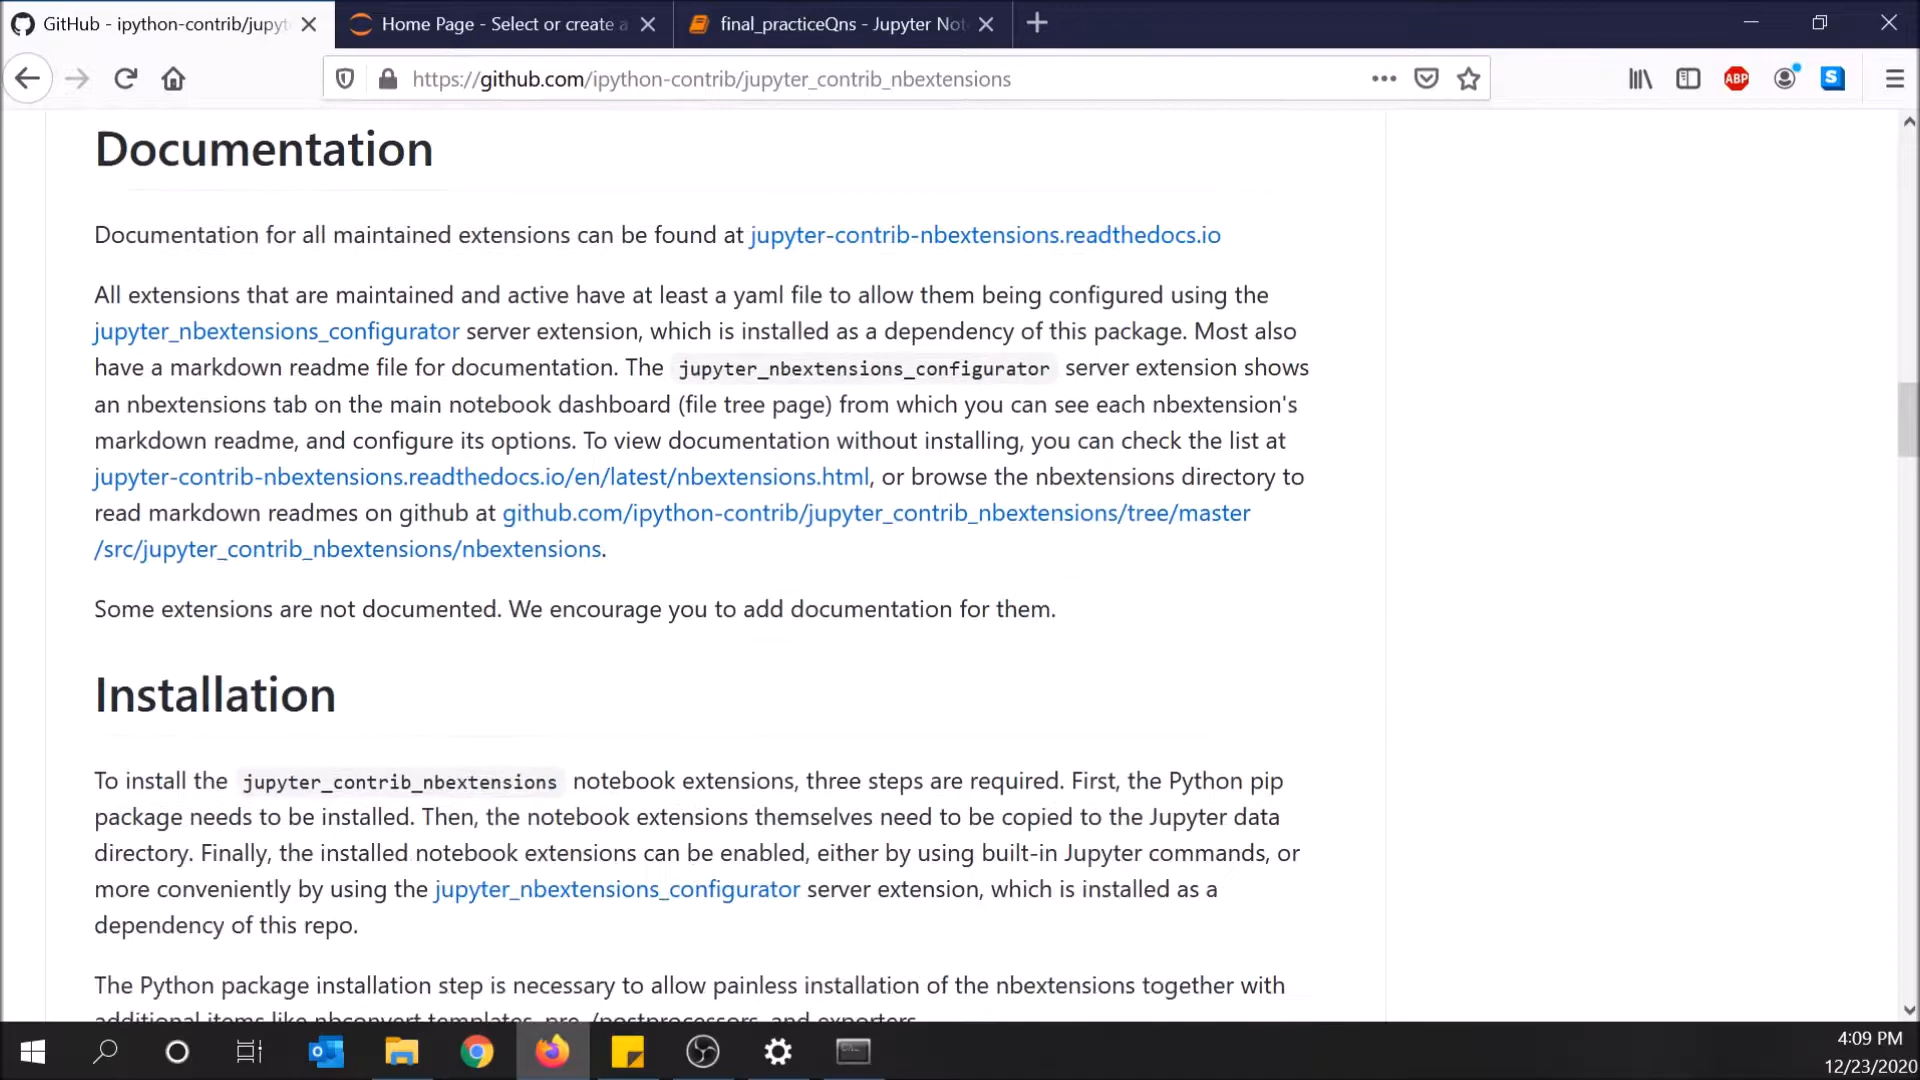 GitHub - ipython-contrib/jupyt
Home Page - Select or create a
final_practiceQns - Jupyter Not
https://github.com/ipython-contrib/jupyter_contrib_nbextensions
ABP
S
Documentation
Documentation for all maintained extensions can be found at jupyter-contrib-nbextensions.readthedocs.io
All extensions that are maintained and active have at least a yaml file to allow them being configured using the
jupyter_nbextensions_configurator server extension, which is installed as a dependency of this package. Most also
have a markdown readme file for documentation. The jupyter_nbextensions_configurator server extension shows
an nbextensions tab on the main notebook dashboard (file tree page) from which you can see each nbextension's
markdown readme, and configure its options. To view documentation without installing, you can check the list at
jupyter-contrib-nbextensions.readthedocs.io/en/latest/nbextensions.html, or browse the nbextensions directory to
read markdown readmes on github at github.com/ipython-contrib/jupyter_contrib_nbextensions/tree/master
/src/jupyter_contrib_nbextensions/nbextensions.
Some extensions are not documented. We encourage you to add documentation for them.
Installation
To install the jupyter_contrib_nbextensions notebook extensions, three steps are required. First, the Python pip
package needs to be installed. Then, the notebook extensions themselves need to be copied to the Jupyter data
directory. Finally, the installed notebook extensions can be enabled, either by using built-in Jupyter commands, or
more conveniently by using the jupyter_nbextensions_configurator server extension, which is installed as a
dependency of this repo.
The Python package installation step is necessary to allow painless installation of the nbextensions together with
additional items like nbconvert templates, pre-/postprocessors, and exporters.
4:09 PM
12/23/2020